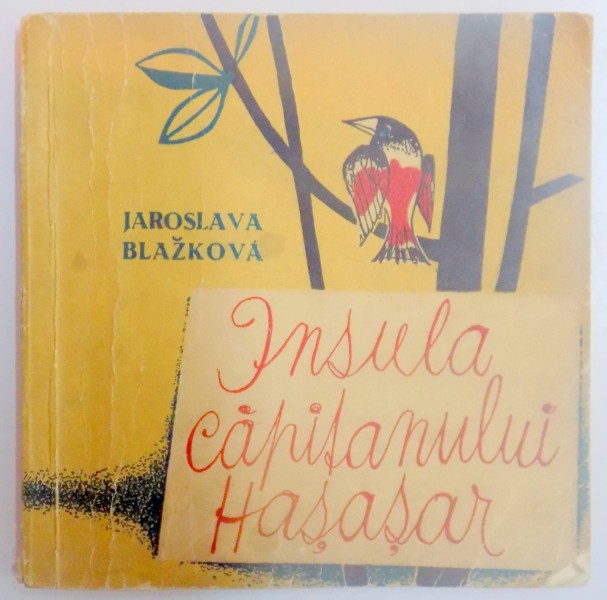 JAROSLAVA
BLAŽKOVÁ
Insula
căpitanului
Hașașar